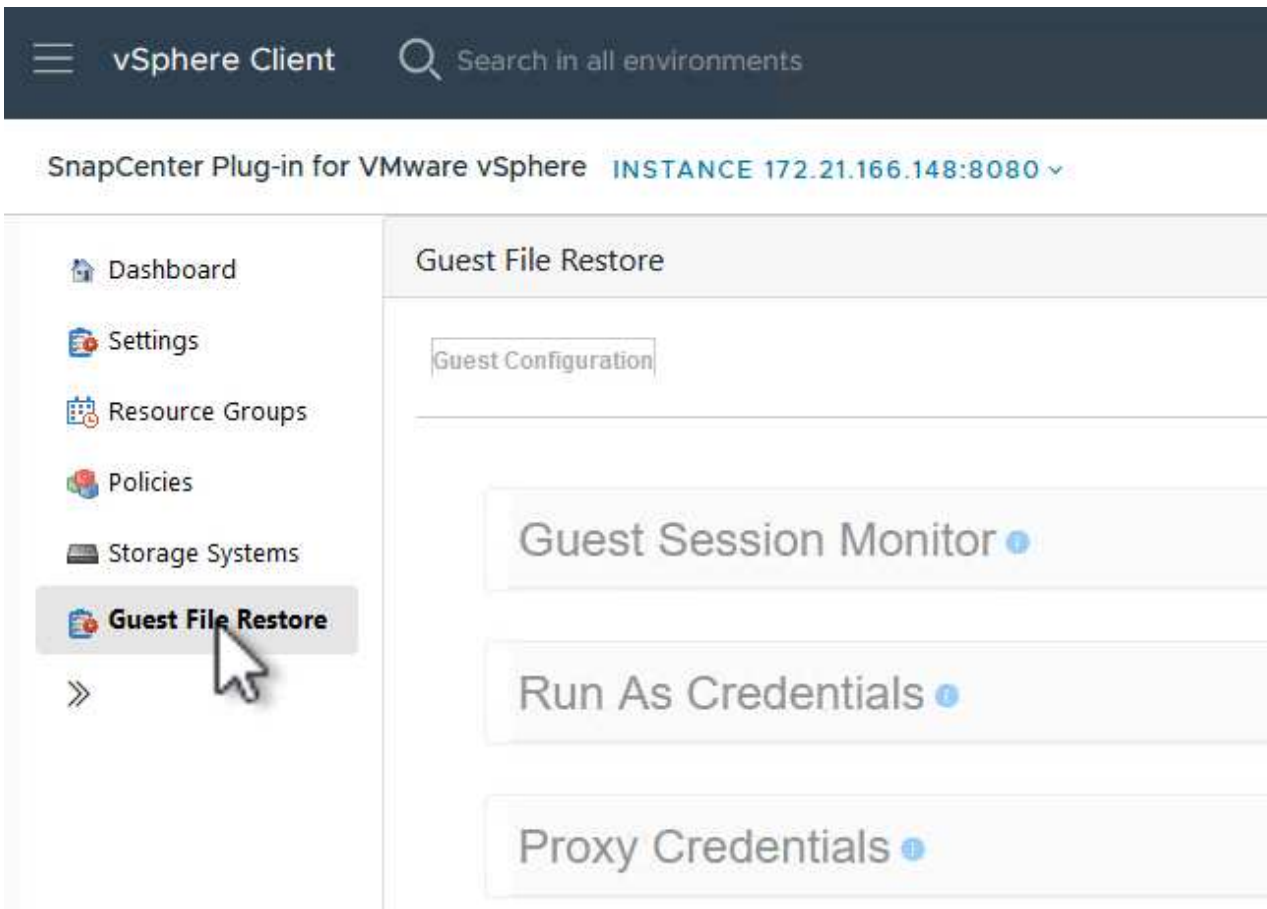 vSphere Client
Search in all environments
SnapCenter Plug-in for VMware vSphere INSTANCE 172.21.166.148:8080
Dashboard
Settings
Resource Groups
Policies
Storage Systems
Guest File Restore
Guest File Restore
Guest Configuration
Guest Session Monitor
Run As Credentials
Proxy Credentials